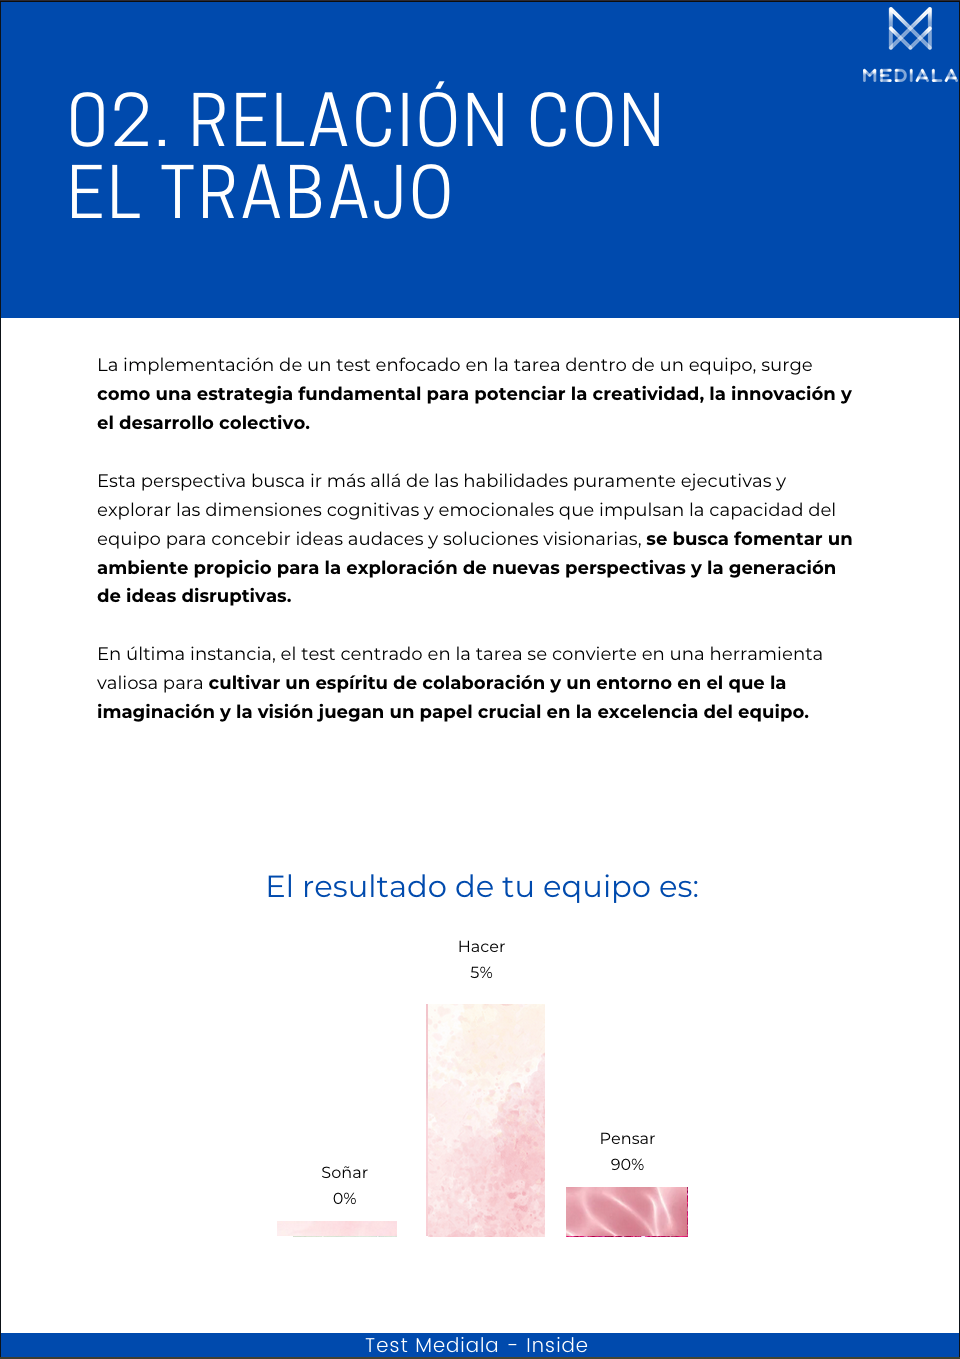 MEDIALA
02. RELACIÓN CON
EL TRABAJO
La implementación de un test enfocado en la tarea dentro de un equipo, surge
como una estrategia fundamental para potenciar la creatividad, la innovación y
el desarrollo colectivo.
Esta perspectiva busca ir más allá de las habilidades puramente ejecutivas y
explorar las dimensiones cognitivas y emocionales que impulsan la capacidad del
equipo para concebir ideas audaces y soluciones visionarias, se busca fomentar un
ambiente propicio para la exploración de nuevas perspectivas y la generación
de ideas disruptivas.
En última instancia, el test centrado en la tarea se convierte en una herramienta
valiosa para cultivar un espíritu de colaboración y un entorno en el que la
imaginación y la visión juegan un papel crucial en la excelencia del equipo.
El resultado de tu equipo es:
Hacer
5%
Pensar
90%
Soñar
0%
Test Mediala - Inside